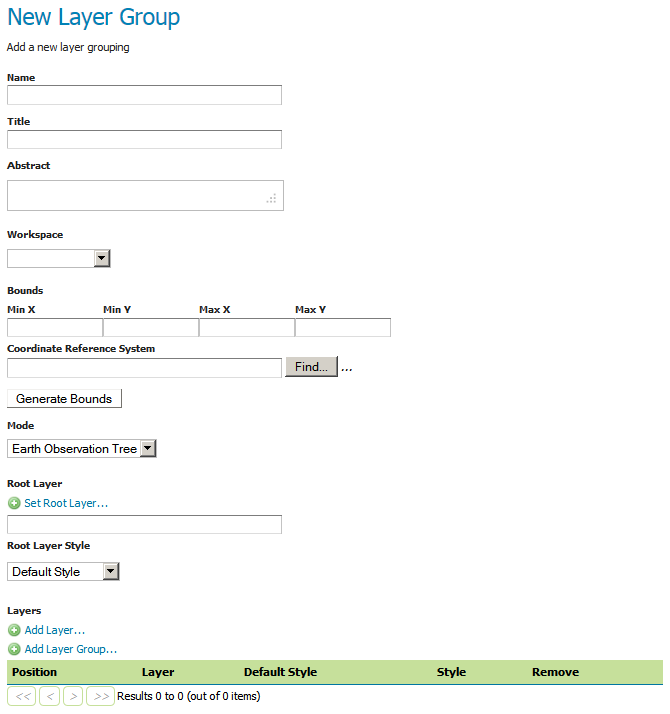 New Layer Group
Add a new layer grouping
Name
Title
Abstract
Workspace
Bounds
Min X Min Y Max X Max Y
Coordinate Reference System
Find... ...
Generate Bounds
Mode
Earth Observation Tree
Root Layer
Set Root Layer...
Root Layer Style
Default Style
Layers
Add Layer...
Add Layer Group...
Position Layer Default Style Style Remove
<< < > >> Results 0 to 0 (out of 0 items)